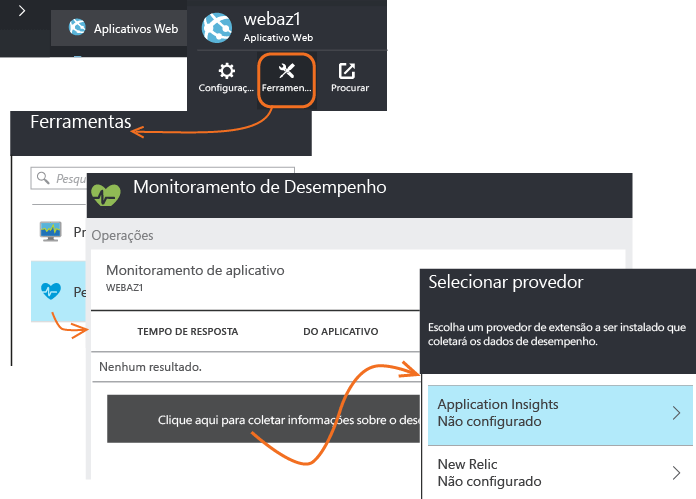 Aplicativos Web
webaz1
Aplicativo Web
Configuraç...
Ferramen...
Procurar
Ferramentas
Pesqu
Pr
Pe
Monitoramento de Desempenho
Operações
Monitoramento de aplicativo
WEBAZ1
TEMPO DE RESPOSTA DO APLICATIVO
Nenhum resultado.
Clique aqui para coletar informações sobre o dese
Selecionar provedor
Escolha um provedor de extensão a ser instalado que
coletará os dados de desempenho.
Application Insights
Não configurado
New Relic
Não configurado